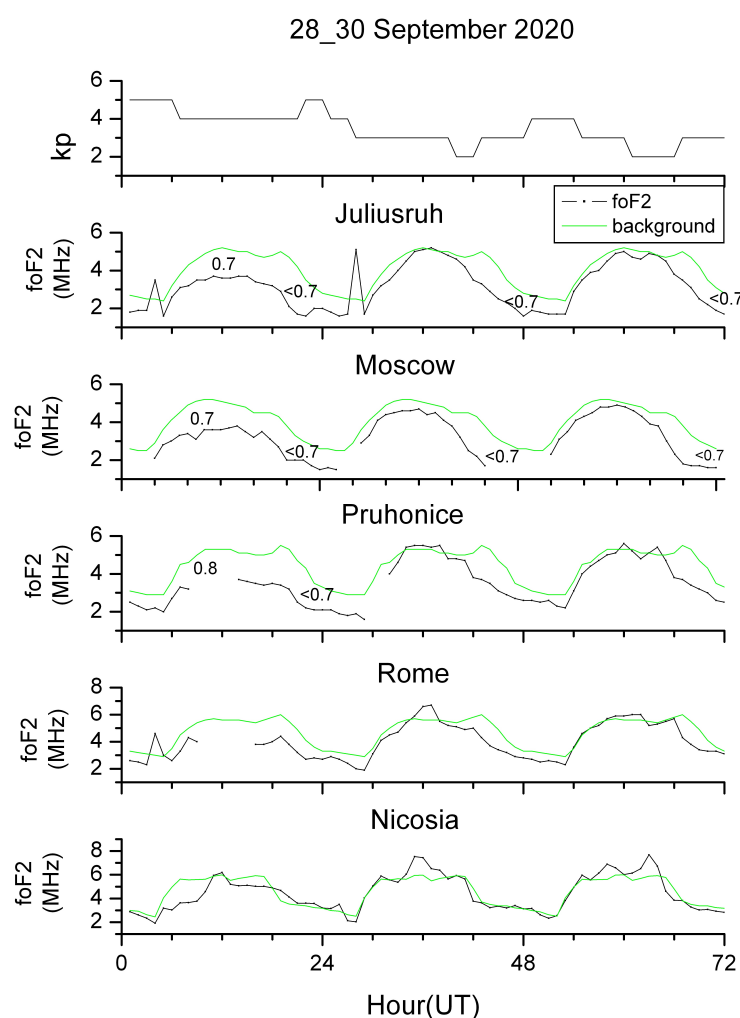 28_30 September 2020
6
4
2
kp
foF2
background
Juliusruh
6
4
2
foF2
(MHz)
0.7
<0.7
<0.7
<0.7
Moscow
6
4
2
foF2
(MHz)
0.7
<0.7
<0.7
<0.7
Pruhonice
6
4
2
foF2
(MHz)
0.8
<0.7
Rome
8
6
4
2
foF2
(MHz)
Nicosia
8
6
4
2
foF2
(MHz)
0
24
48
72
Hour(UT)